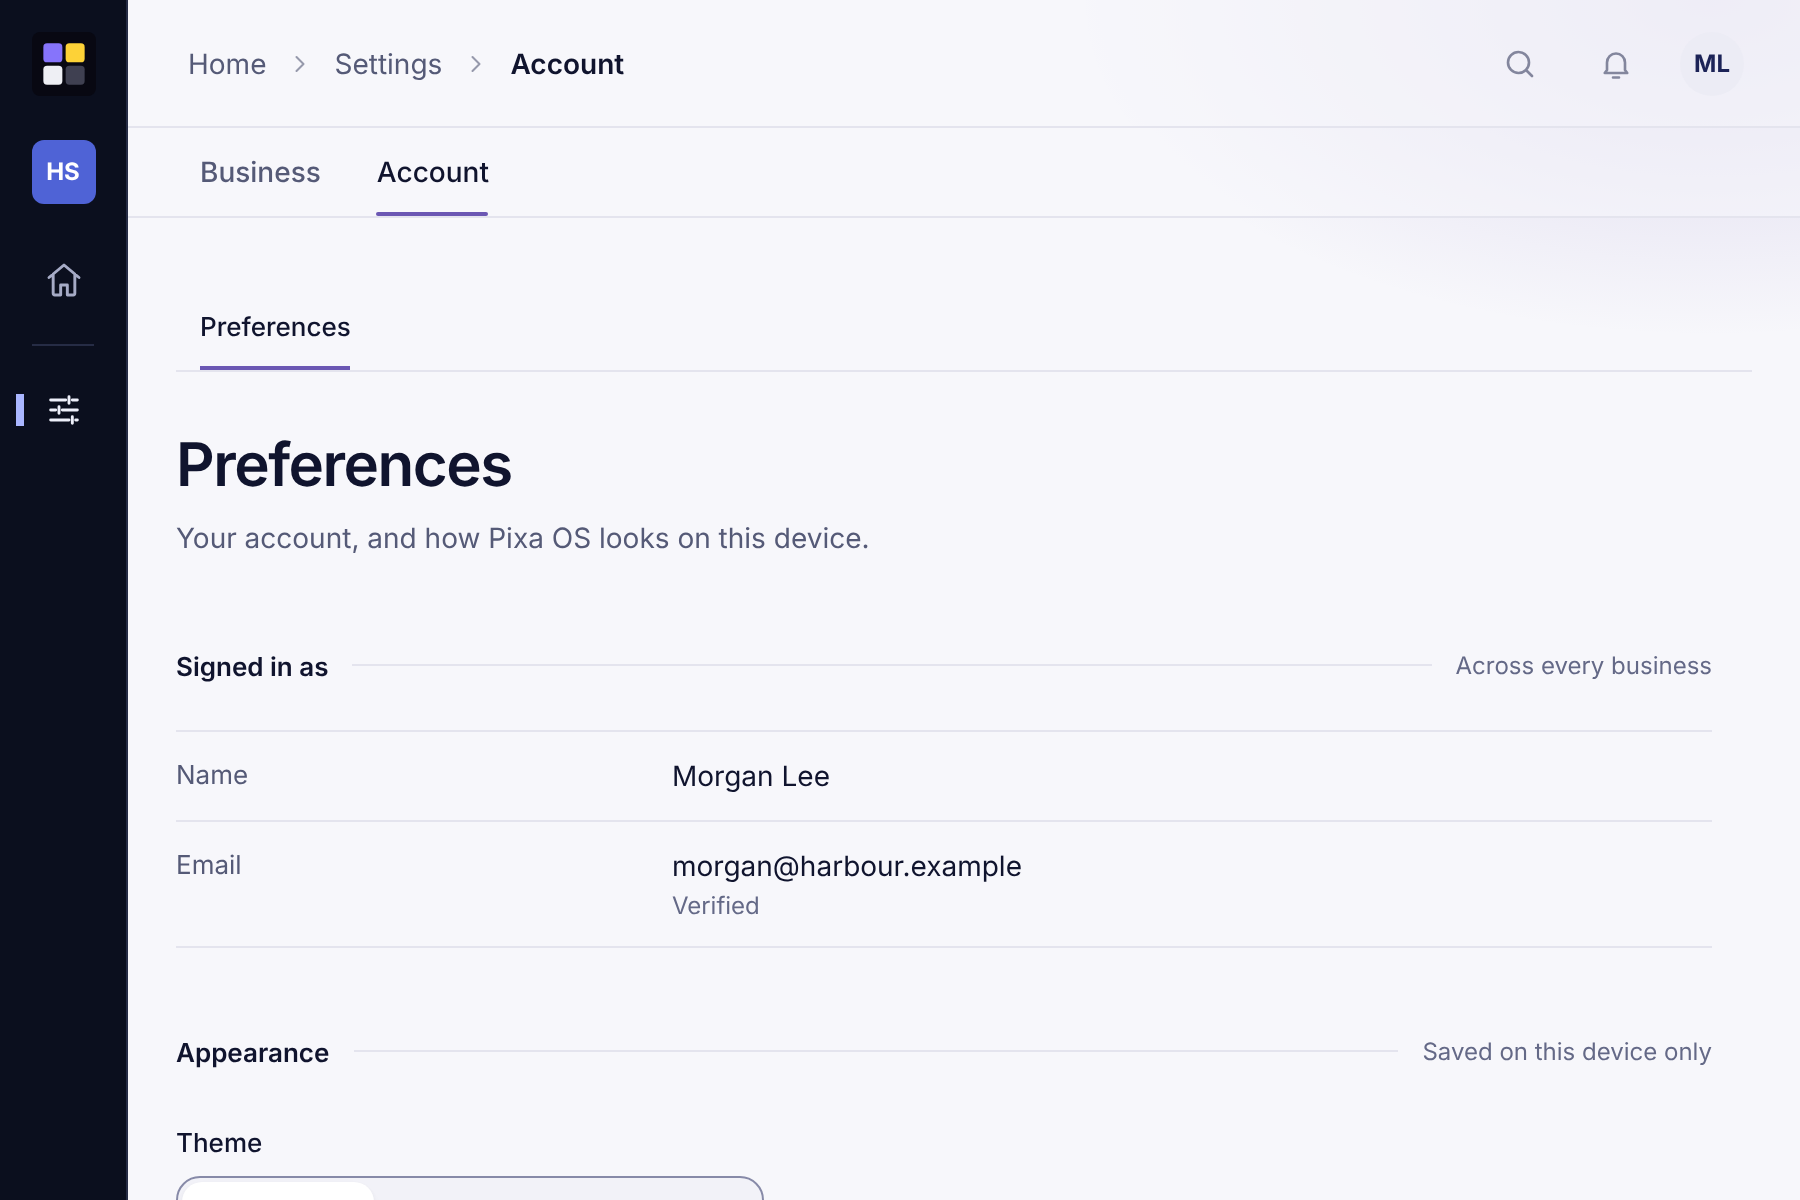 Home Settings Account
ML
HS
Business Account
Preferences
Preferences
Your account, and how Pixa OS looks on this device.
Signed in as Across every business
Name Morgan Lee
Email morgan@harbour.example
Verified
Appearance Saved on this device only
Theme